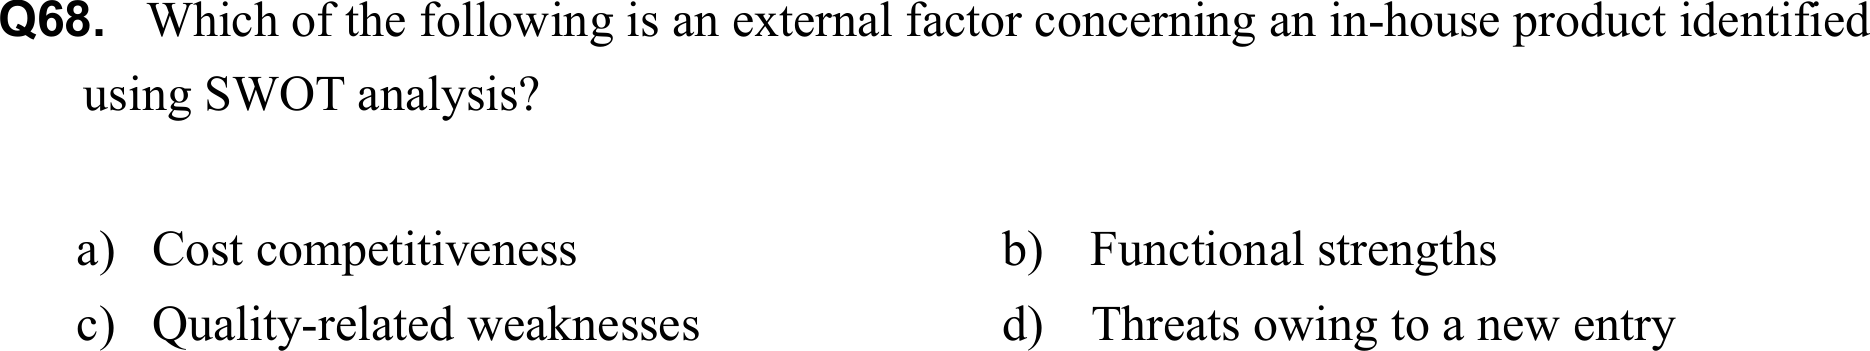 Q68. Which of the following is an external factor concerning an in-house product identified
using SWOT analysis?
a) Cost competitiveness b) Functional strengths
c) Quality-related weaknesses d) Threats owing to a new entry